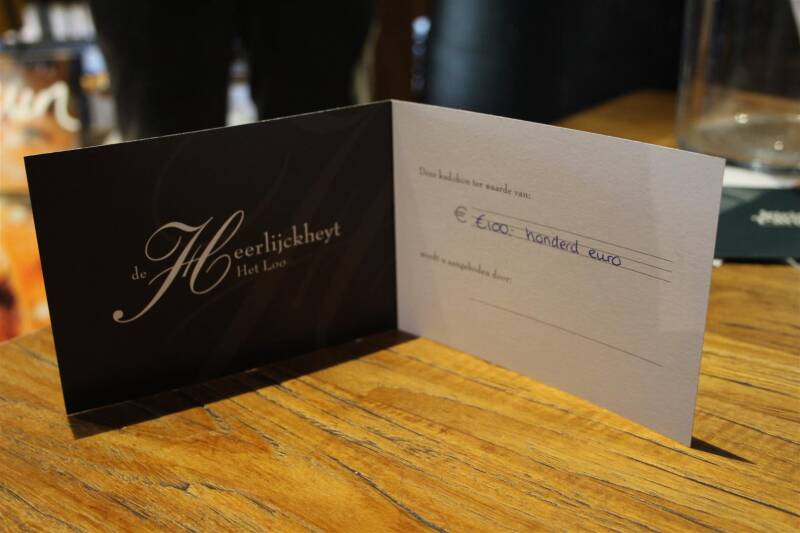 de Heerlijckheyt
Het Loo
Deze kadobon ter waarde van:
€ €100.- honderd euro
wordt u aangeboden door: